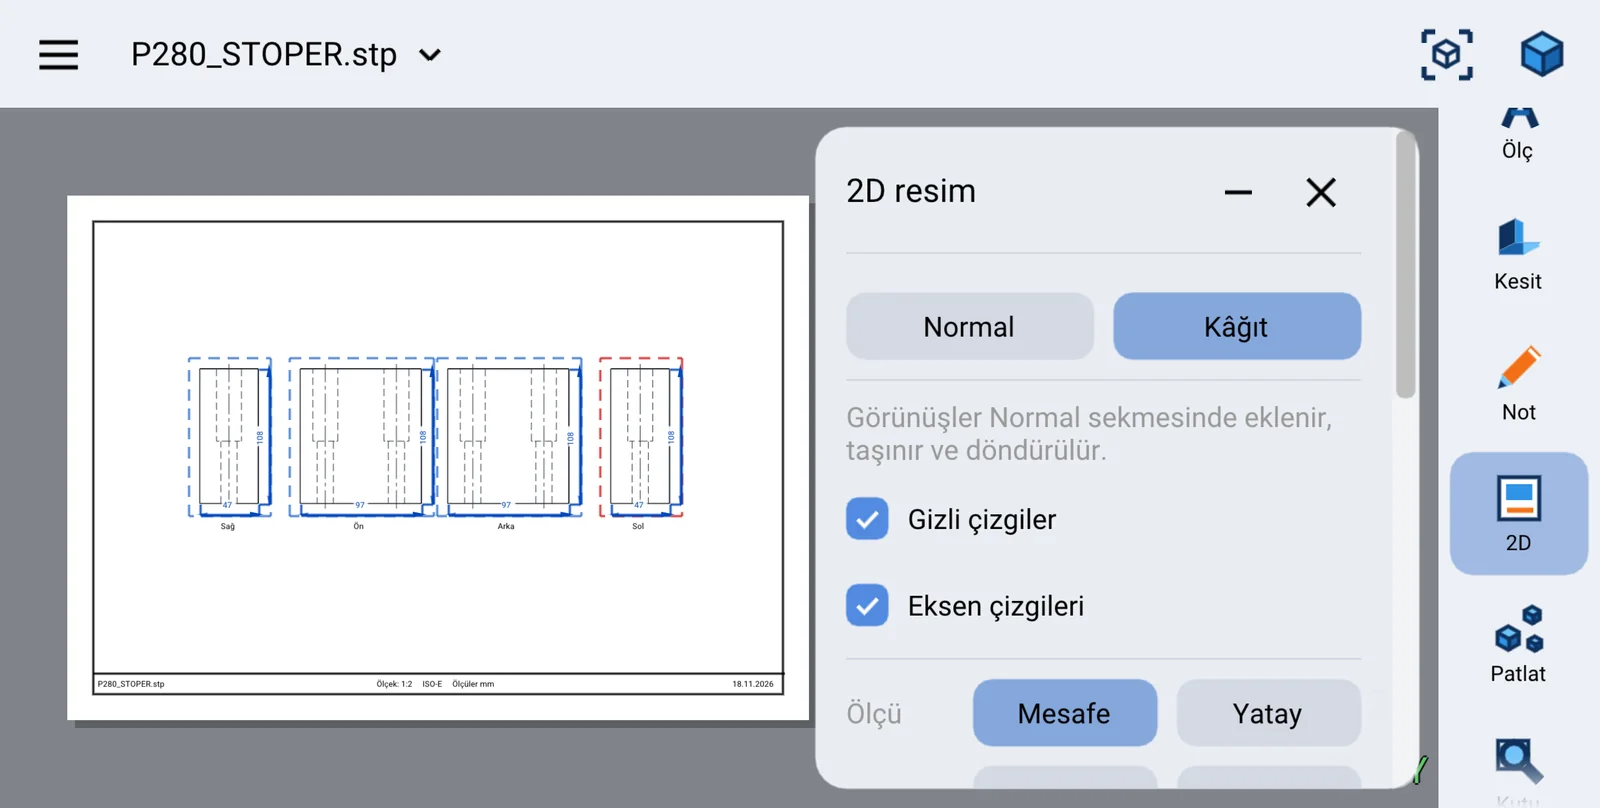 P280_STOPER.stp
Ölç
Kesit
Not
2D
Patlat
Kutu
2D resim
Normal
Kâğıt
Görünüşler Normal sekmesinde eklenir,
taşınır ve döndürülür.
Gizli çizgiler
Eksen çizgileri
Ölçü
Mesafe
Yatay
108
108
108
108
47
97
97
47
Sağ
Ön
Arka
Sol
P280_STOPER.stp
Ölçek: 1:2
ISO-E
Ölçüler mm
18.11.2026
Y